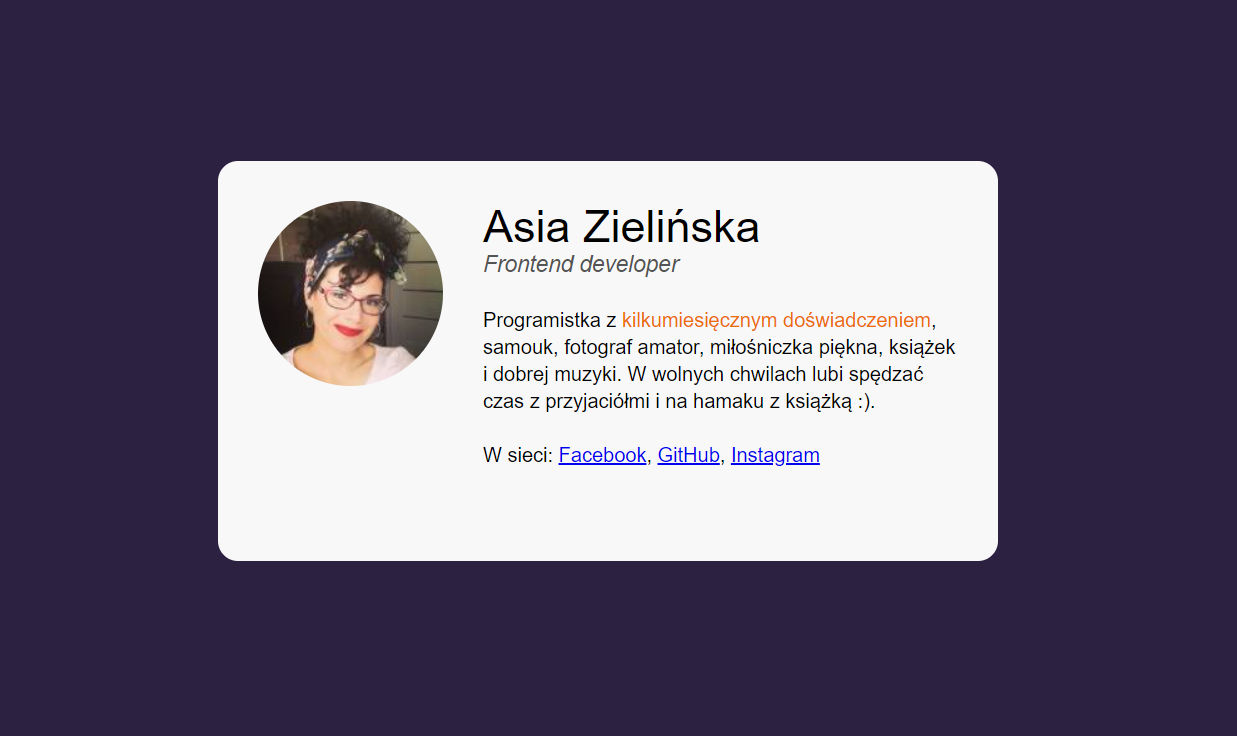 Asia Zielińska
Frontend developer
Programistka z kilkumiesięcznym doświadczeniem,
samouk, fotograf amator, miłośniczka piękna, książek
i dobrej muzyki. W wolnych chwilach lubi spędzać
czas z przyjaciółmi i na hamaku z książką :).
W sieci: Facebook, GitHub, Instagram